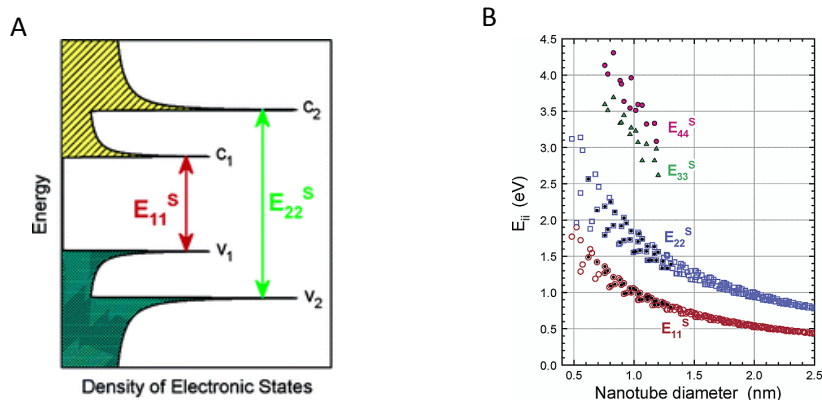 A
Energy
C₂
C₁
E₁₁ˢ
E₂₂ˢ
V₁
V₂
Density of Electronic States
B
Eᵢᵢ (eV)
4.5
4.0
3.5
3.0
2.5
2.0
1.5
1.0
0.5
0.0
E₄₄ˢ
E₃₃ˢ
E₂₂ˢ
E₁₁ˢ
0.5 1.0 1.5 2.0 2.5
Nanotube diameter (nm)